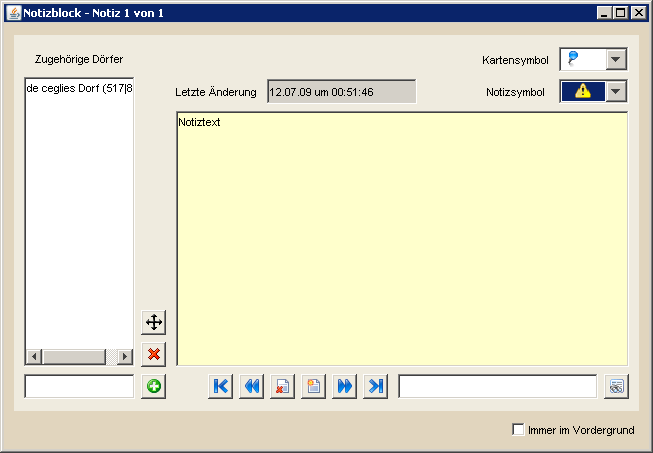 Notizblock - Notiz 1 von 1
Zugehörige Dörfer
Kartensymbol
de ceglies Dorf (517|8
Letzte Änderung
12.07.09 um 00:51:46
Notizsymbol
Notiztext
Immer im Vordergrund